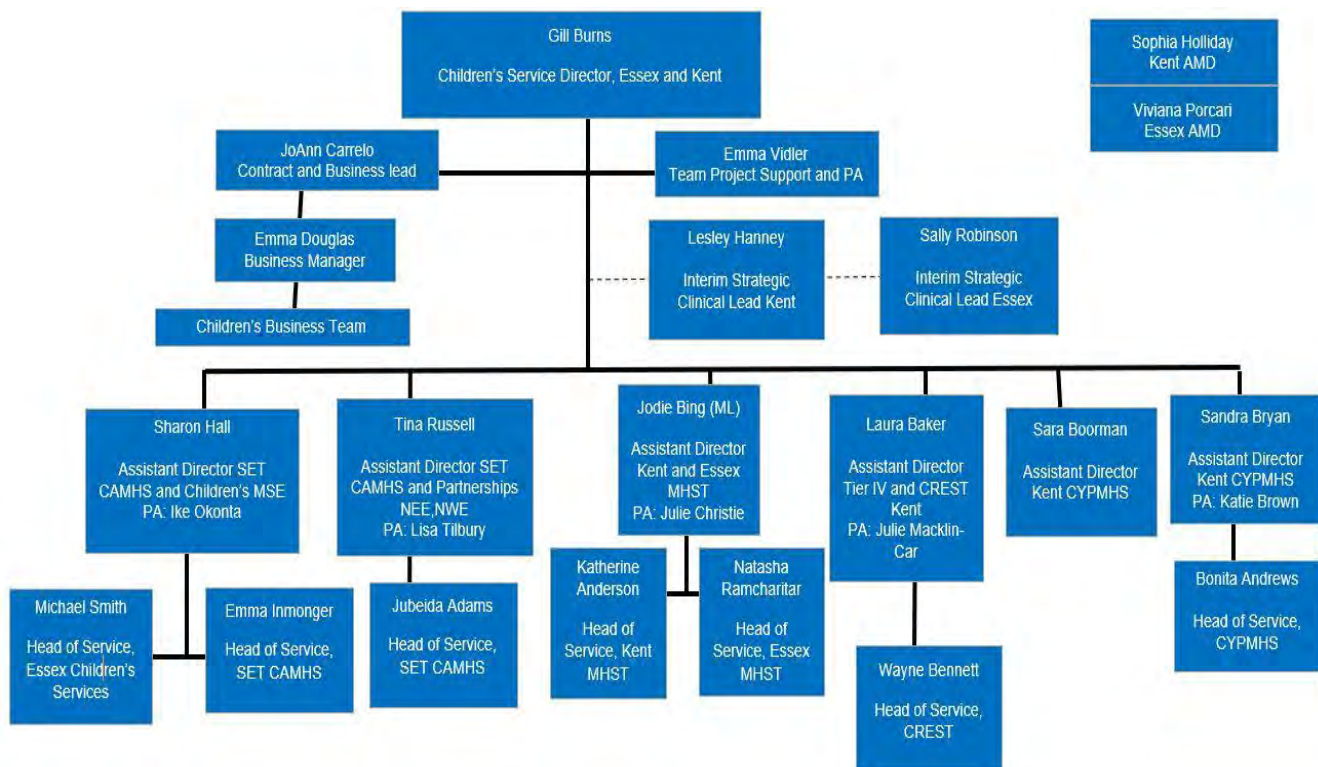 Gill Burns
Children's Service Director, Essex and Kent
Sophia Holliday
Kent AMD
Viviana Porcari
Essex AMD
JoAnn Carrelo
Contract and Business lead
Emma Vidler
Team Project Support and PA
Emma Douglas
Business Manager
Children's Business Team
Lesley Hanney
Interim Strategic
Clinical Lead Kent
Sally Robinson
Interim Strategic
Clinical Lead Essex
Sharon Hall
Assistant Director SET
CAMHS and Children's MSE
PA: Ike Okonta
Tina Russell
Assistant Director SET
CAMHS and Partnerships
NEE,NWE
PA: Lisa Tilbury
Jodie Bing (ML)
Assistant Director
Kent and Essex
MHST
PA: Julie Christie
Laura Baker
Assistant Director
Tier IV and CREST
Kent
PA: Julie Macklin-
Car
Sara Boorman
Assistant Director
Kent CYPMHS
Sandra Bryan
Assistant Director
Kent CYPMHS
PA: Katie Brown
Michael Smith
Head of Service,
Essex Children's
Services
Emma Inmonger
Head of Service,
SET CAMHS
Jubeida Adams
Head of Service,
SET CAMHS
Katherine
Anderson
Head of
Service, Kent
MHST
Natasha
Ramcharitar
Head of
Service, Essex
MHST
Wayne Bennett
Head of Service,
CREST
Bonita Andrews
Head of Service,
CYPMHS